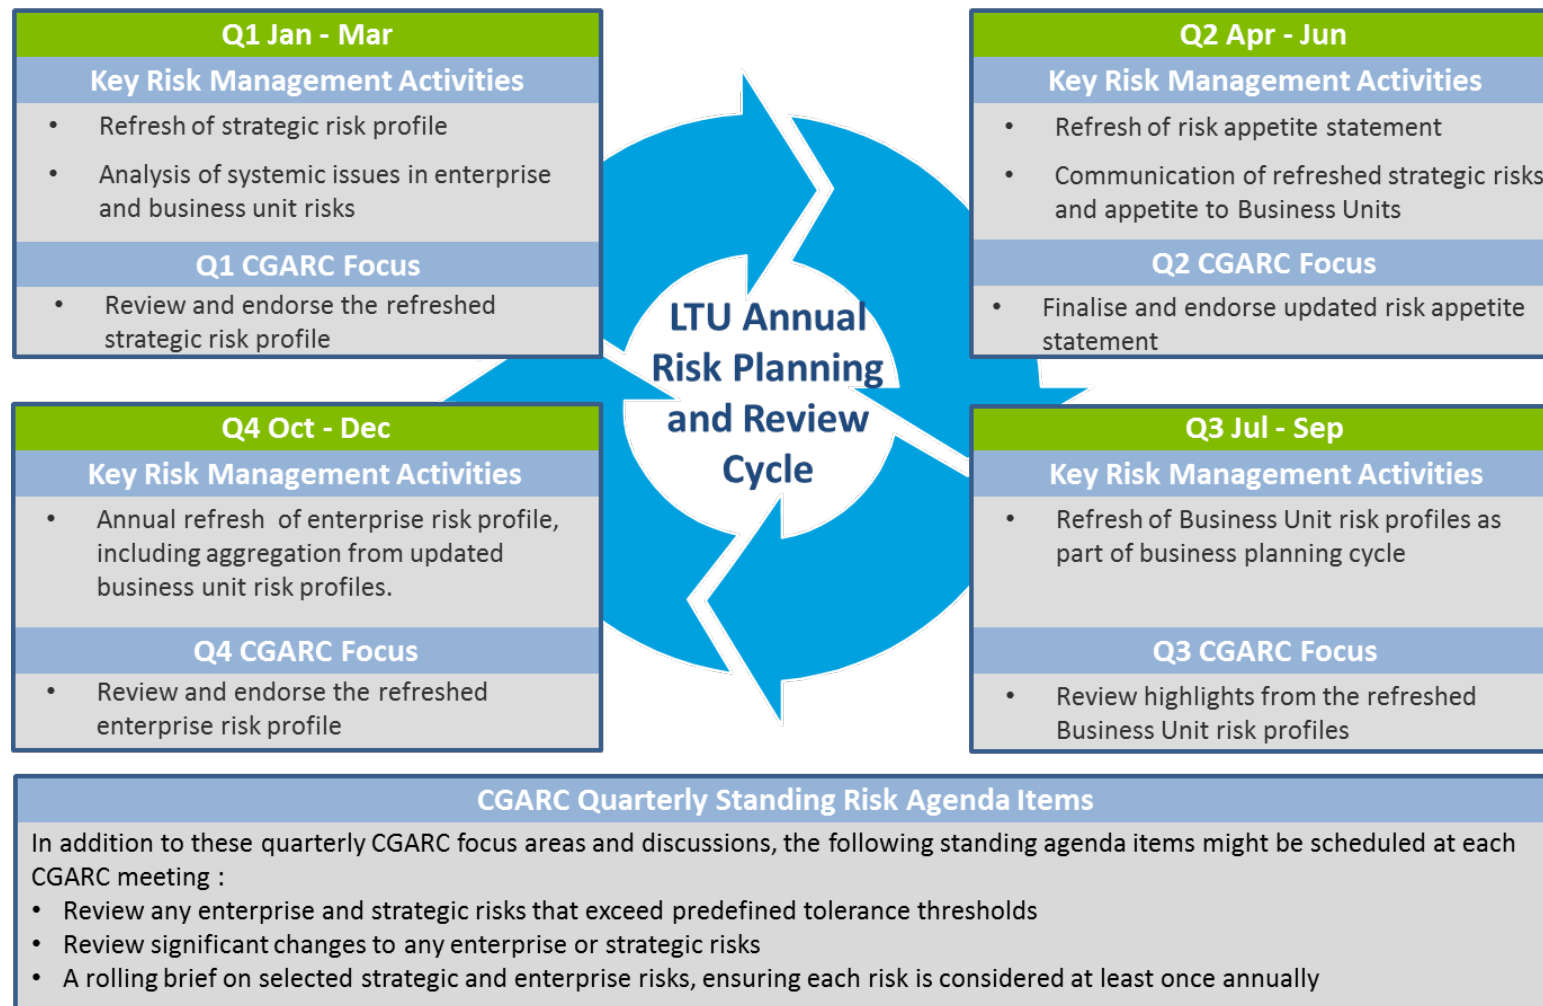 Q1 Jan - Mar
Key Risk Management Activities
• Refresh of strategic risk profile
• Analysis of systemic issues in enterprise
and business unit risks
Q1 CGARC Focus
• Review and endorse the refreshed
strategic risk profile
Q2 Apr - Jun
Key Risk Management Activities
• Refresh of risk appetite statement
• Communication of refreshed strategic risks
and appetite to Business Units
Q2 CGARC Focus
• Finalise and endorse updated risk appetite
statement
LTU Annual
Risk Planning
and Review
Cycle
Q4 Oct - Dec
Key Risk Management Activities
• Annual refresh of enterprise risk profile,
including aggregation from updated
business unit risk profiles.
Q4 CGARC Focus
• Review and endorse the refreshed
enterprise risk profile
Q3 Jul - Sep
Key Risk Management Activities
• Refresh of Business Unit risk profiles as
part of business planning cycle
Q3 CGARC Focus
• Review highlights from the refreshed
Business Unit risk profiles
CGARC Quarterly Standing Risk Agenda Items
In addition to these quarterly CGARC focus areas and discussions, the following standing agenda items might be scheduled at each
CGARC meeting :
• Review any enterprise and strategic risks that exceed predefined tolerance thresholds
• Review significant changes to any enterprise or strategic risks
• A rolling brief on selected strategic and enterprise risks, ensuring each risk is considered at least once annually